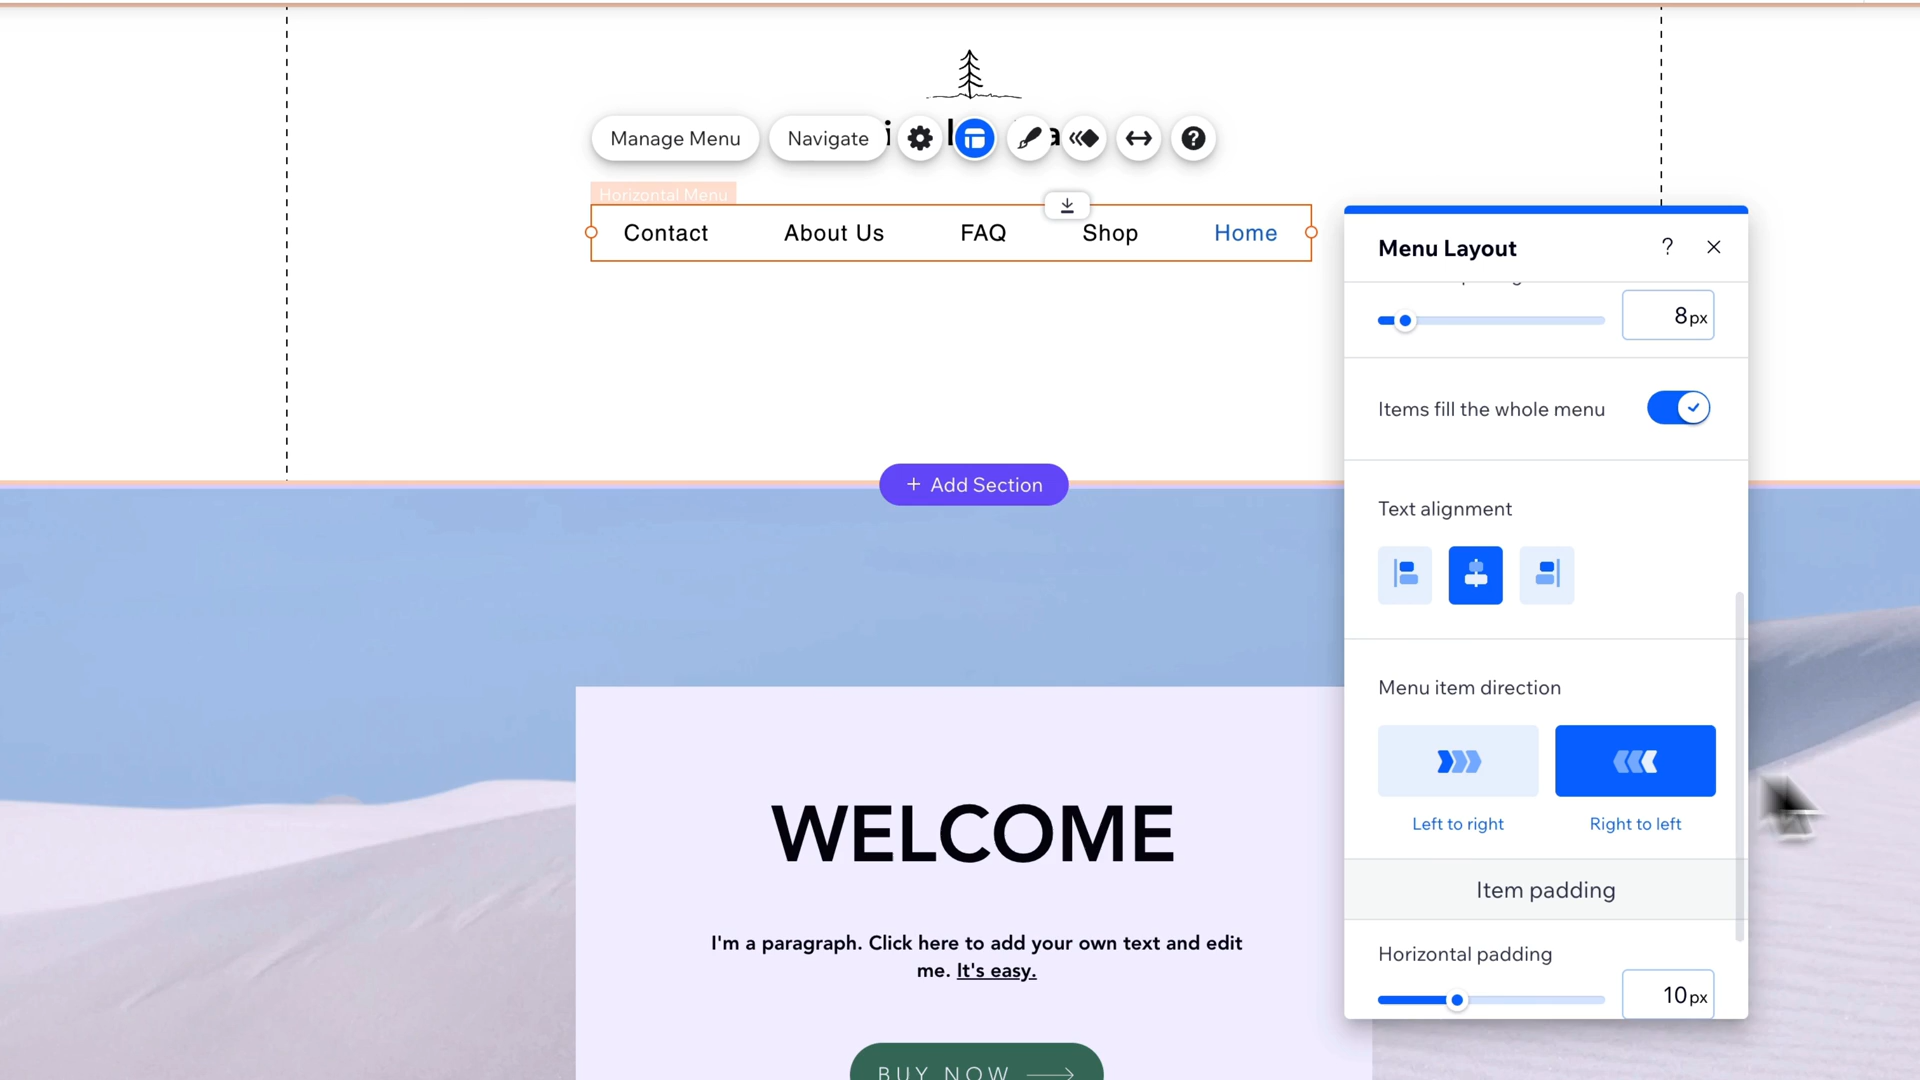 Manage Menu
Navigate
Horizontal Menu
Contact
About Us
FAQ
Shop
Home
Menu Layout
?
8px
Items fill the whole menu
Text alignment
Menu item direction
Left to right
Right to left
Item padding
Horizontal padding
10px
+ Add Section
WELCOME
I'm a paragraph. Click here to add your own text and edit
me. It's easy.
BUY NOW